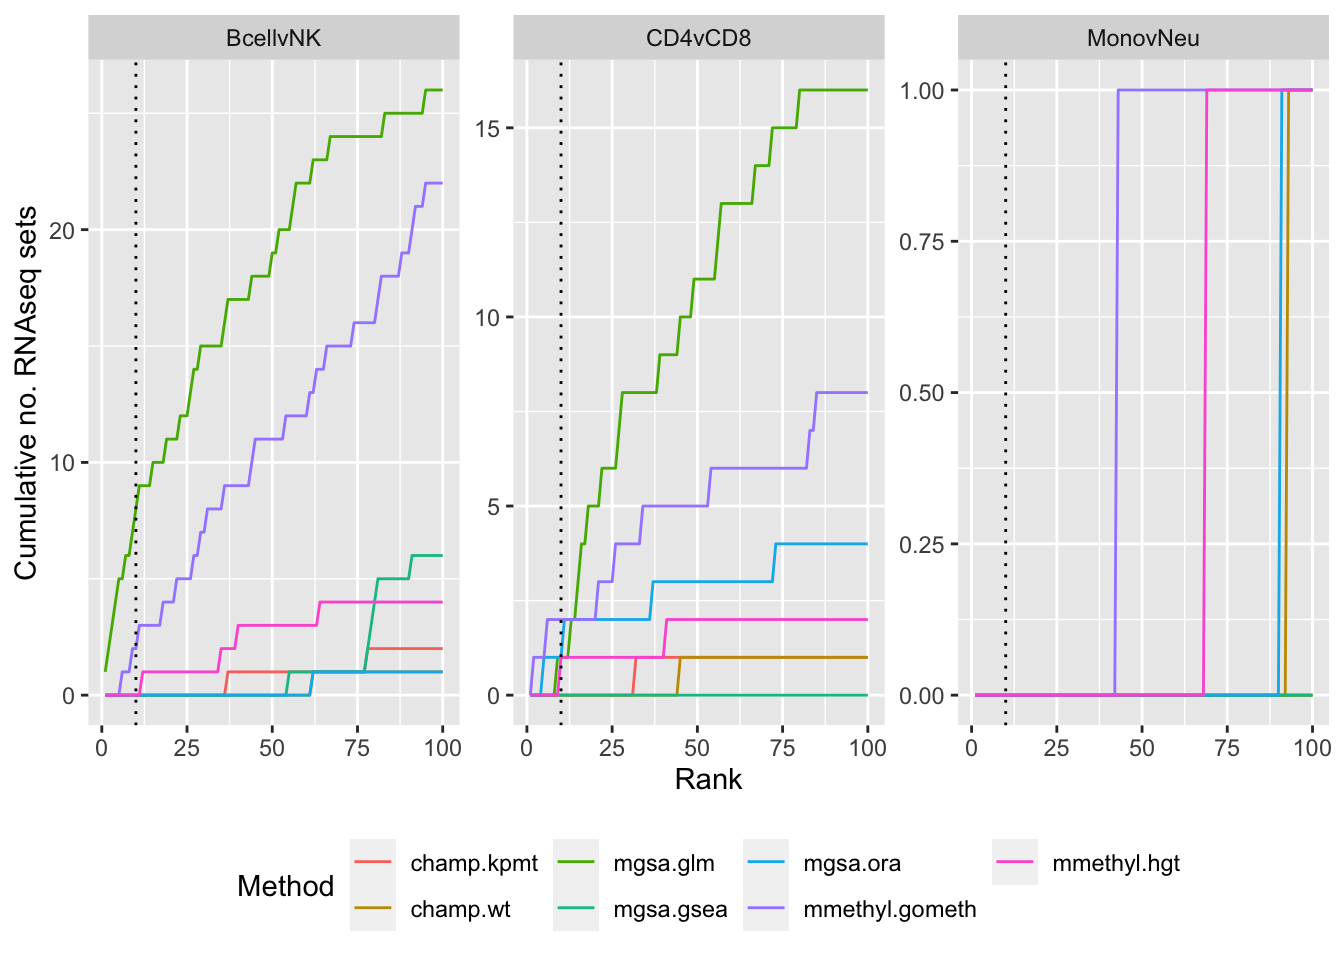 BcellvNK CD4vCD8 MonovNeu
Cumulative no. RNAseq sets
20
10
0
15
10
5
0
1.00
0.75
0.50
0.25
0.00
0 25 50 75 100 0 25 50 75 100 0 25 50 75 100
Rank
Method
champ.kpmt mgsa.glm mgsa.ora mmethyl.hgt
champ.wt mgsa.gsea mmethyl.gometh